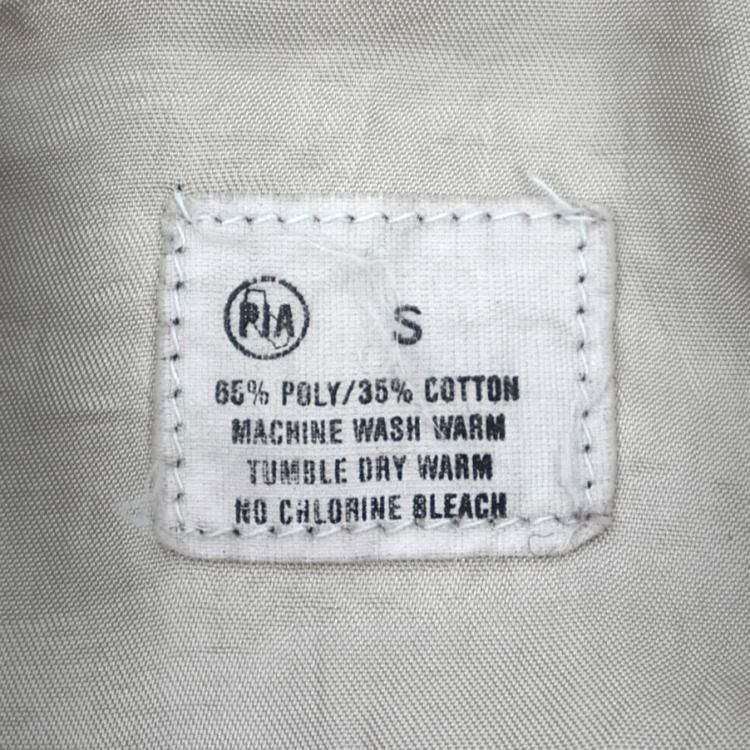 PIA S
65% POLY/35% COTTON
MACHINE WASH WARM
TUMBLE DRY WARM
NO CHLORINE BLEACH